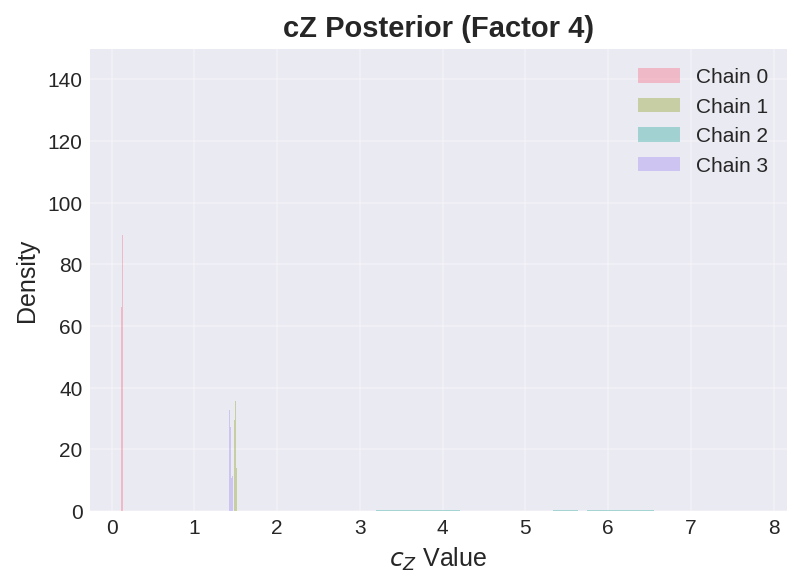 cZ Posterior (Factor 4)
Density
140
120
100
80
60
40
20
0
Chain 0
Chain 1
Chain 2
Chain 3
0 1 2 3 4 5 6 7 8
c_Z Value